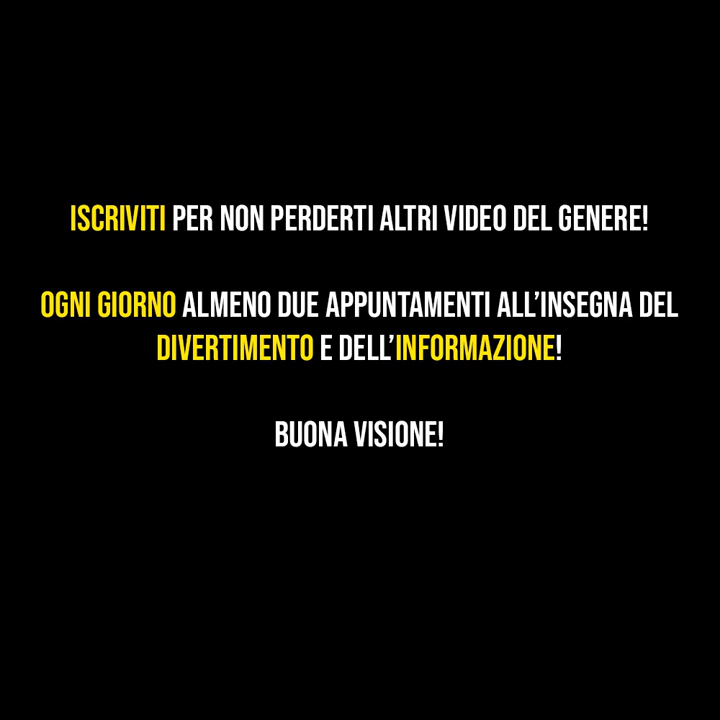 ISCRIVITI PER NON PERDERTI ALTRI VIDEO DEL GENERE!
OGNI GIORNO ALMENO DUE APPUNTAMENTI ALL’INSEGNA DEL
DIVERTIMENTO E DELL’INFORMAZIONE!
BUONA VISIONE!